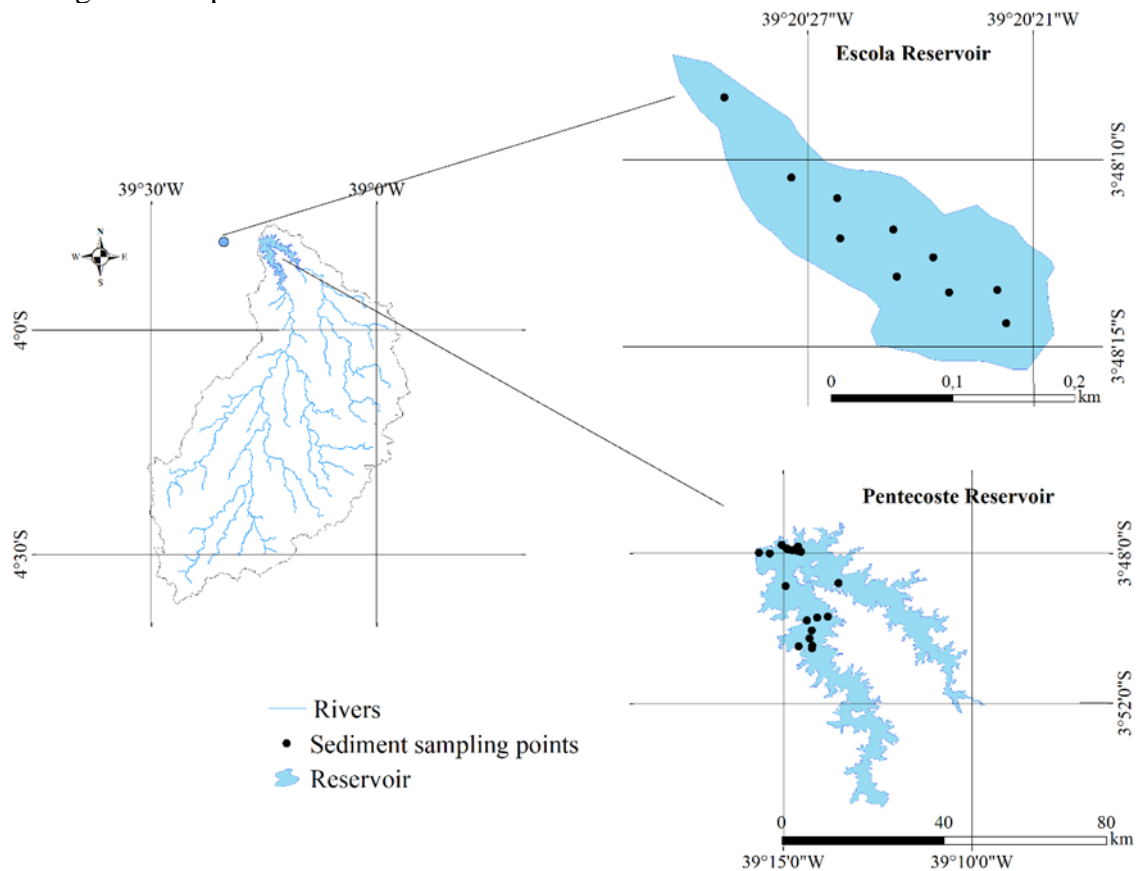 39°20'27"W
39°20'21"W
Escola Reservoir
3°48'10"S
3°48'15"S
0
0,1
0,2
km
39°30'W
39°0'W
N
W
E
S
4°0'S
4°30'S
Pentecoste Reservoir
3°48'0"S
3°52'0"S
0
40
80
km
39°15'0"W
39°10'0"W
Rivers
Sediment sampling points
Reservoir